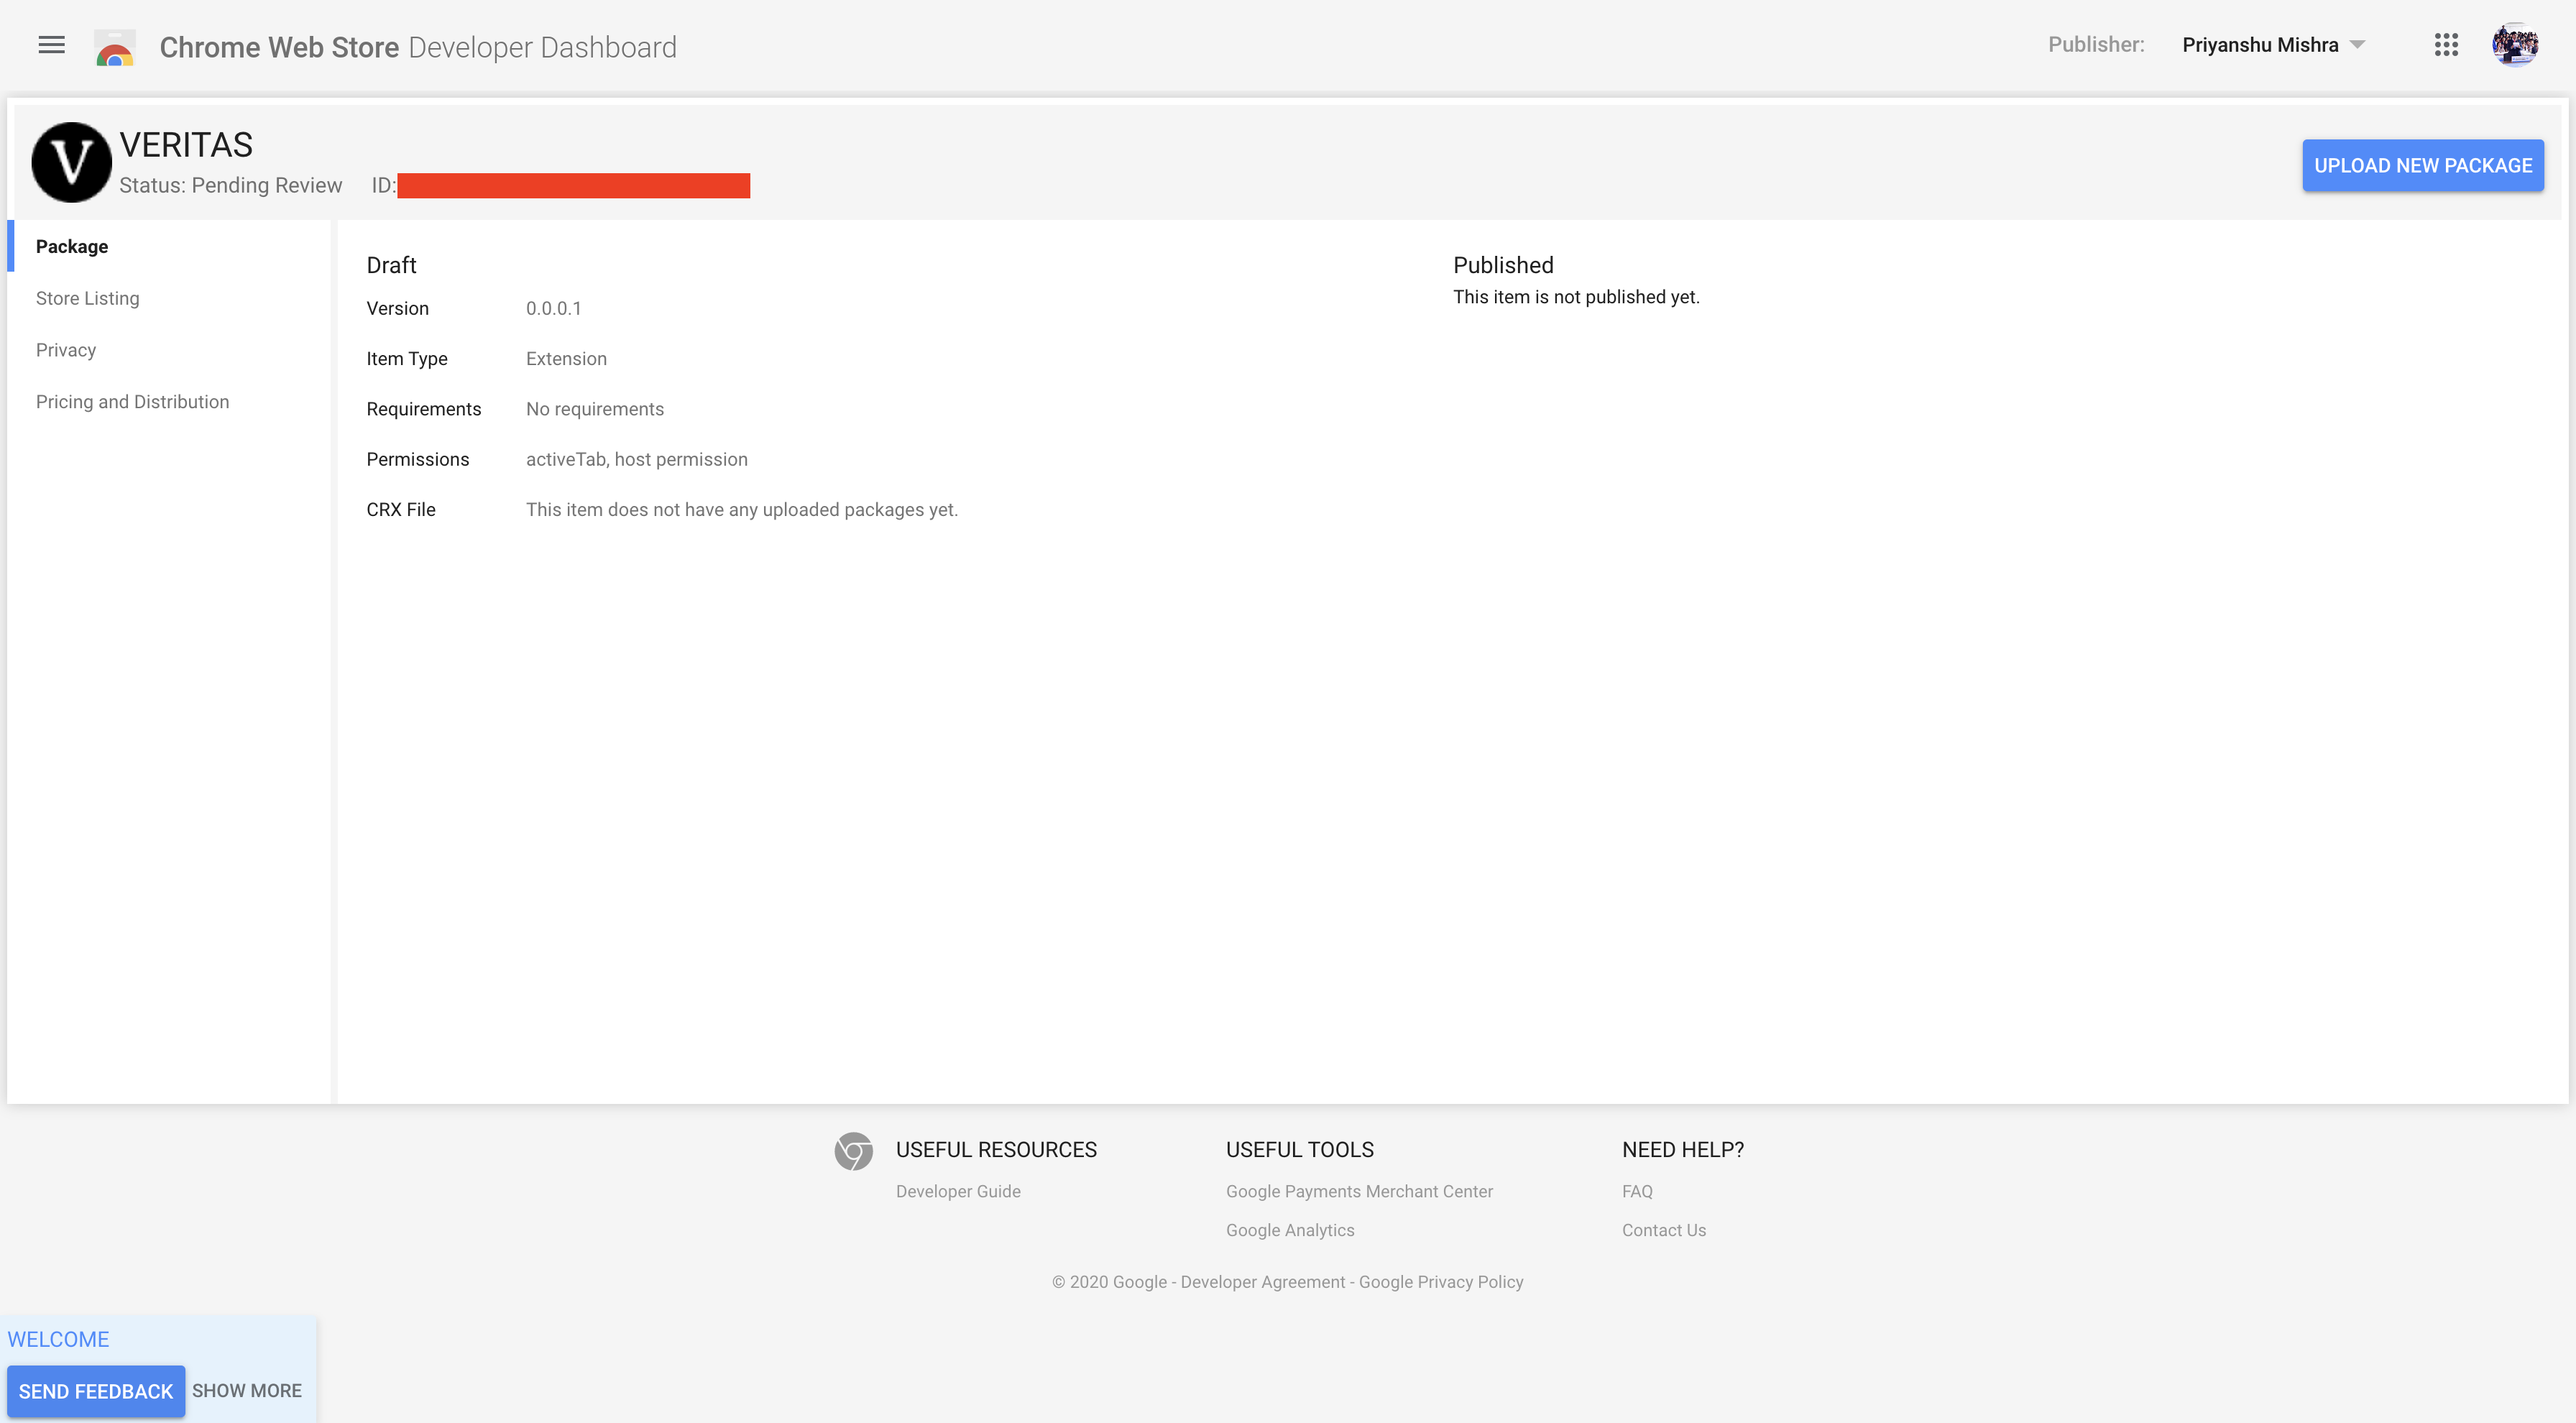 Chrome Web Store Developer Dashboard
Publisher: Priyanshu Mishra
V
VERITAS
Status: Pending Review ID:
UPLOAD NEW PACKAGE
Package
Store Listing
Privacy
Pricing and Distribution
Draft
Version 0.0.0.1
Item Type Extension
Requirements No requirements
Permissions activeTab, host permission
CRX File This item does not have any uploaded packages yet.
Published
This item is not published yet.
USEFUL RESOURCES
Developer Guide
USEFUL TOOLS
Google Payments Merchant Center
Google Analytics
NEED HELP?
FAQ
Contact Us
© 2020 Google - Developer Agreement - Google Privacy Policy
WELCOME
SEND FEEDBACK SHOW MORE